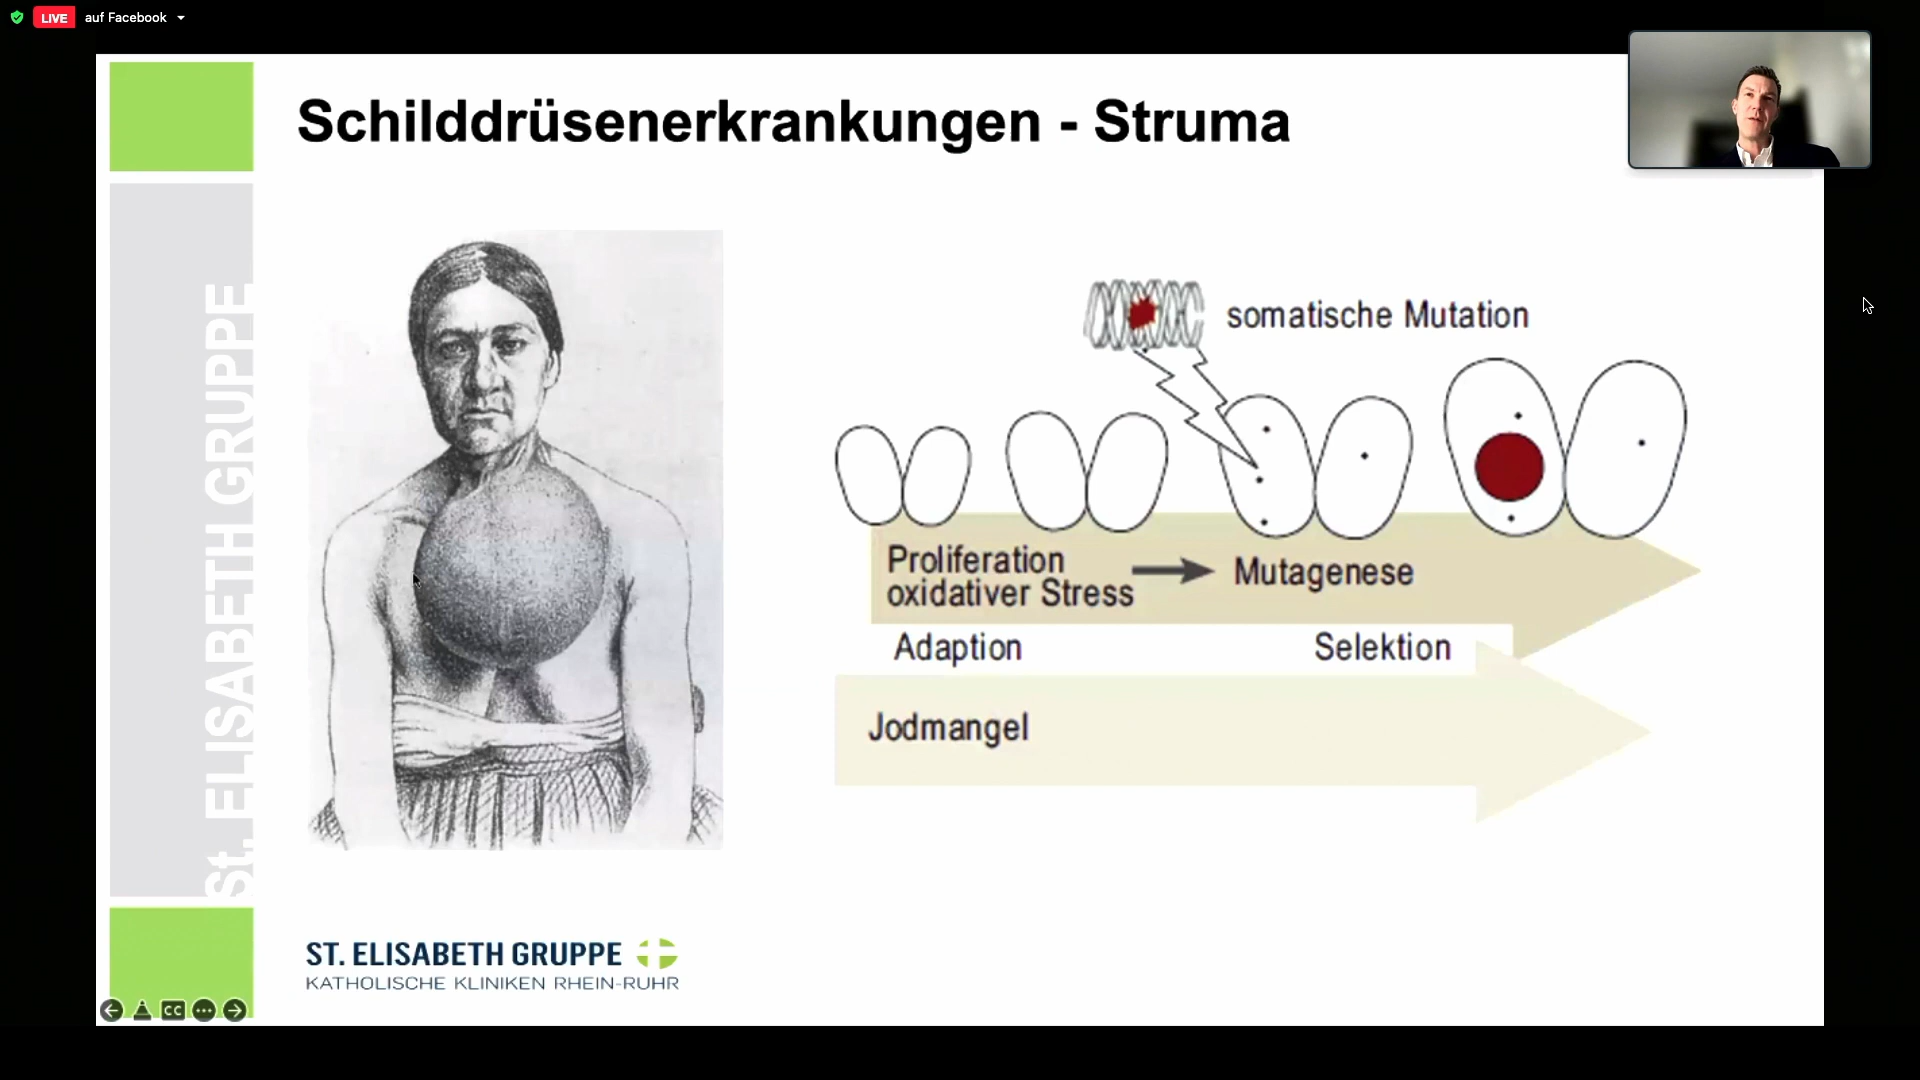 LIVE auf Facebook
Schilddrüsenerkrankungen - Struma
St. ELISABETH GRUPPE
somatische Mutation
Proliferation
oxidativer Stress
Mutagenese
Adaption
Selektion
Jodmangel
ST. ELISABETH GRUPPE
KATHOLISCHE KLINIKEN RHEIN-RUHR
CC